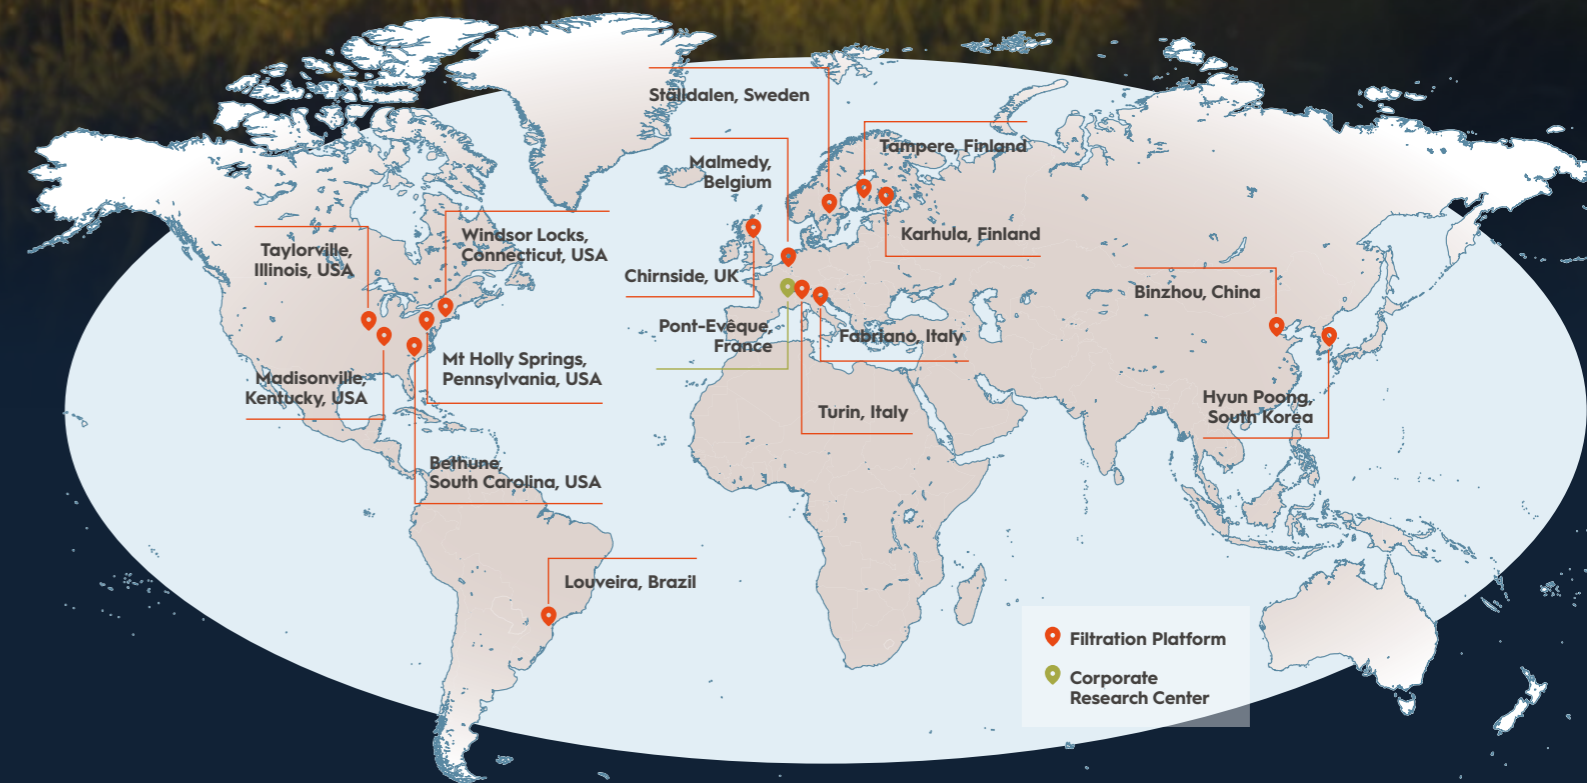 Ställdalen, Sweden
Tampere, Finland
Malmedy,
Belgium
Karhula, Finland
Windsor Locks,
Connecticut, USA
Taylorville,
Illinois, USA
Chirnside, UK
Binzhou, China
Pont-Evêque,
France
Fabriano, Italy
Mt Holly Springs,
Pennsylvania, USA
Madisonville,
Kentucky, USA
Turin, Italy
Hyun Poong,
South Korea
Bethune,
South Carolina, USA
Louveira, Brazil
Filtration Platform
Corporate
Research Center